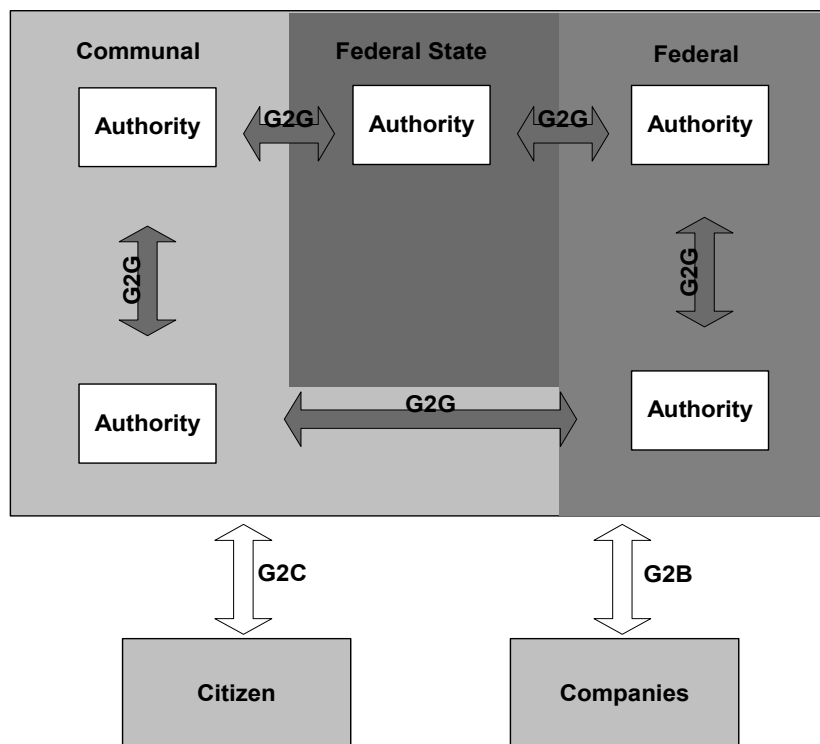 Communal
Federal State
Federal
Authority
G2G
Authority
G2G
Authority
G2G
G2G
Authority
G2G
Authority
G2C
G2B
Citizen
Companies